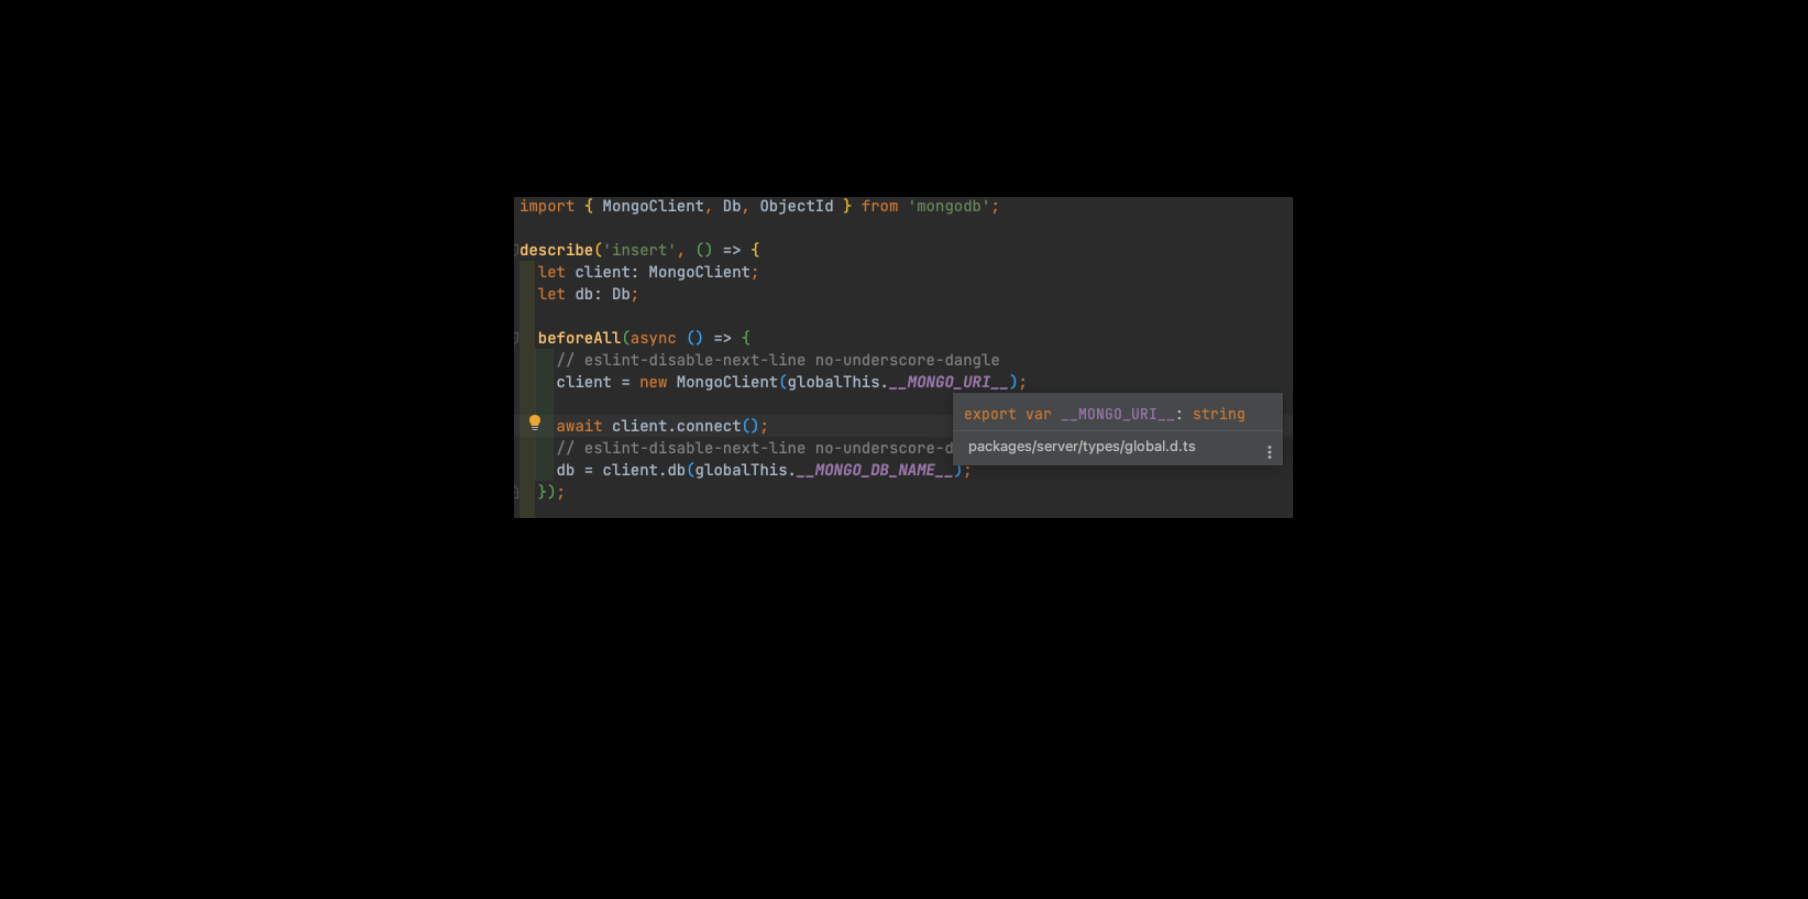 import { MongoClient, Db, ObjectId } from 'mongodb';
describe('insert', () => {
let client: MongoClient;
let db: Db;
beforeAll(async () => {
// eslint-disable-next-line no-underscore-dangle
client = new MongoClient(globalThis.__MONGO_URI__);
export var __MONGO_URI__: string
await client.connect();
packages/server/types/global.d.ts
// eslint-disable-next-line no-underscore-d
db = client.db(globalThis.__MONGO_DB_NAME__);
});